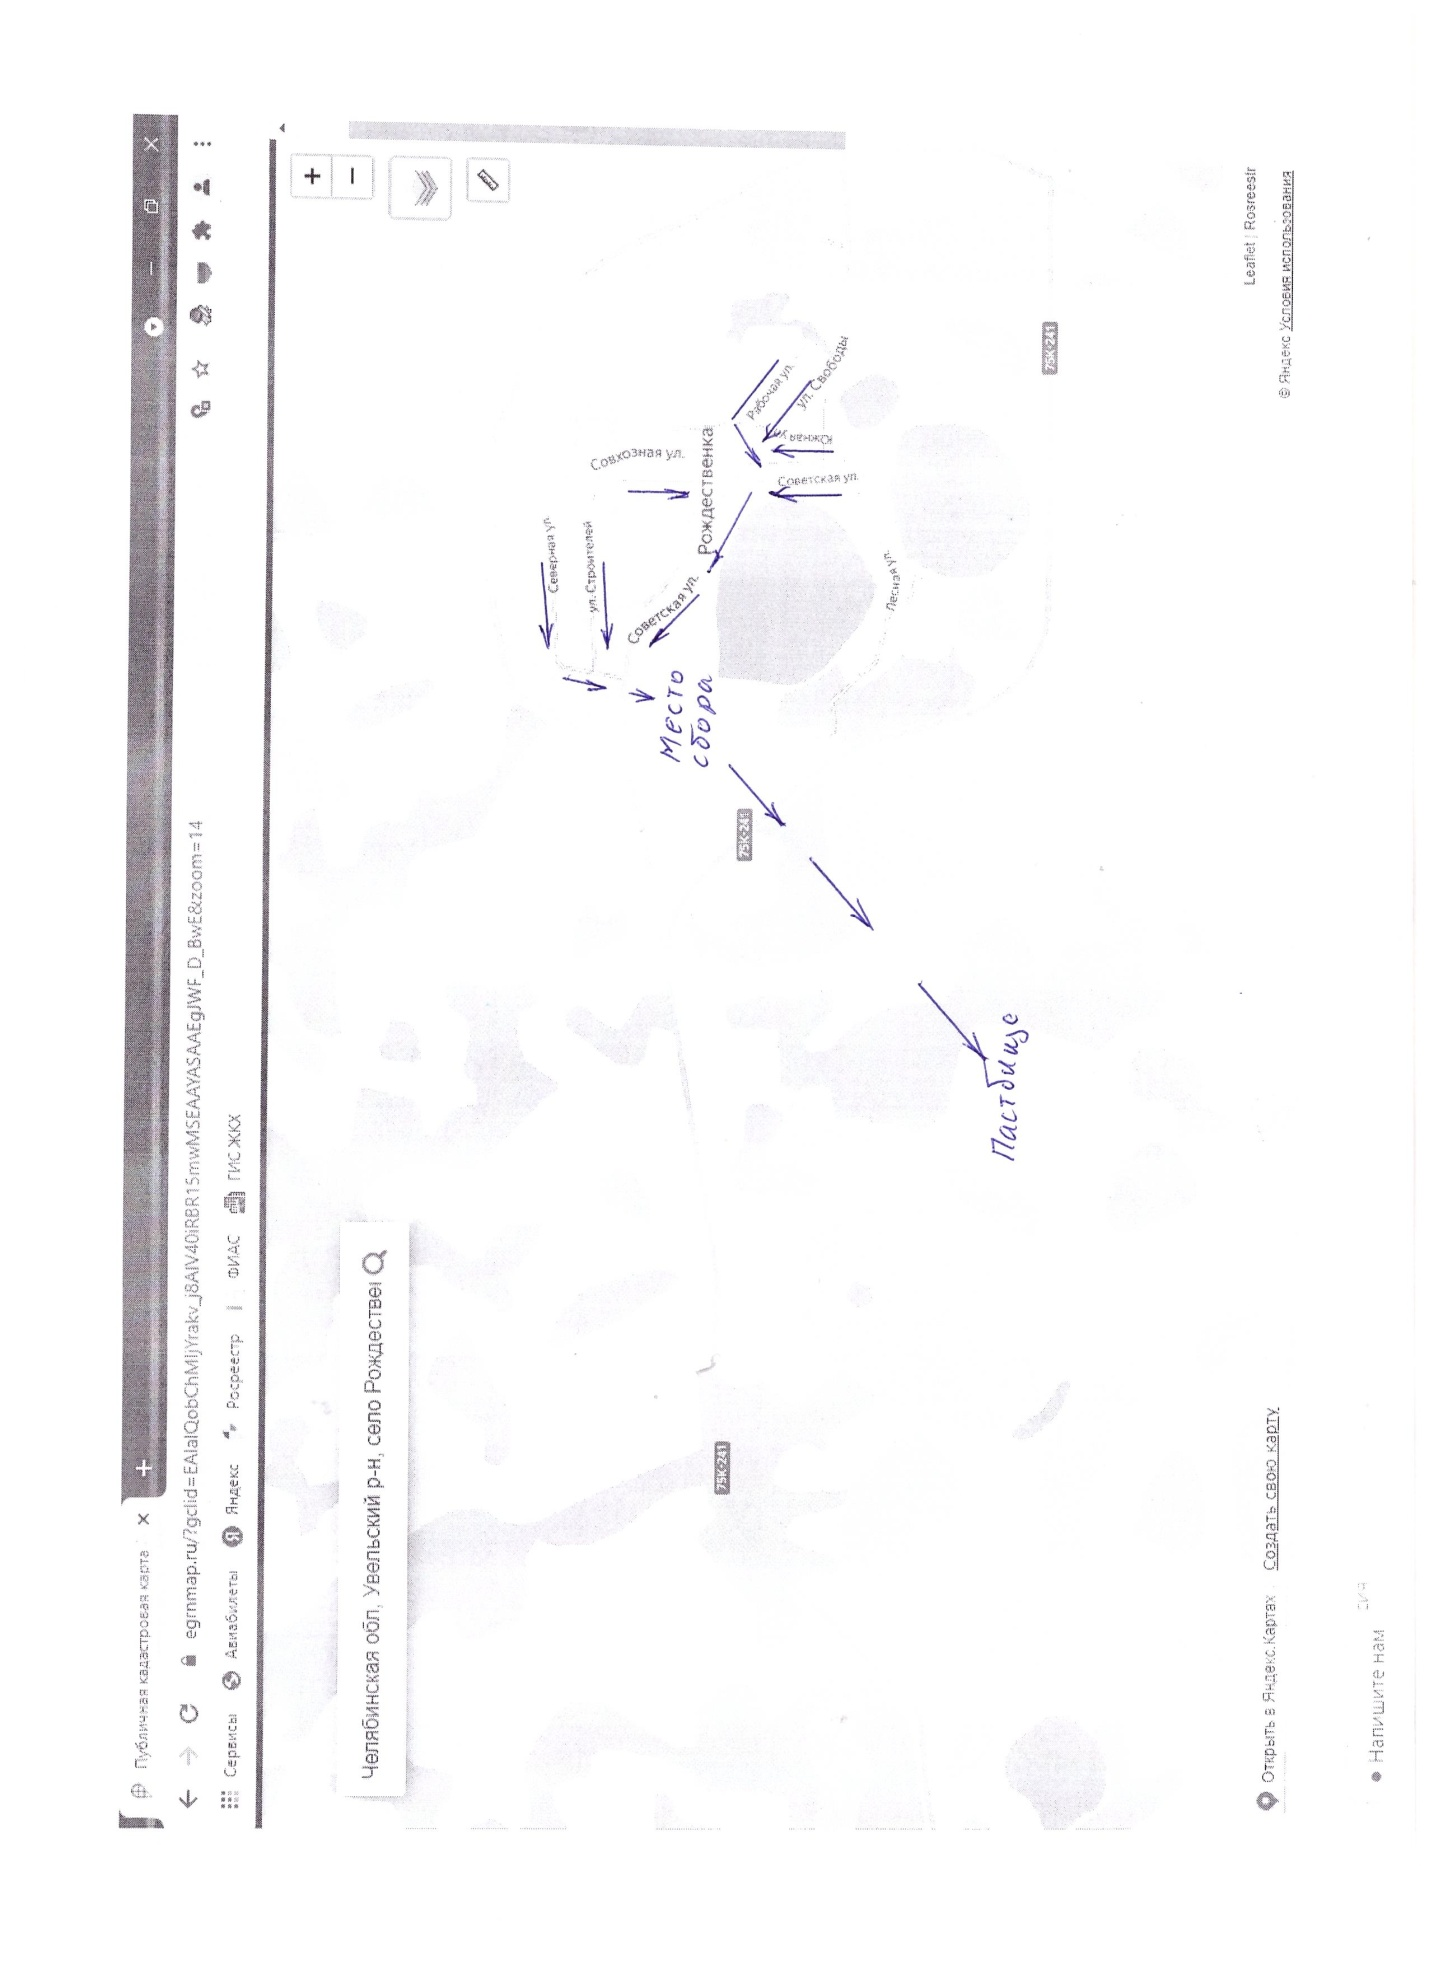 Публичная кадастровая карта
egrnmap.ru/?gclid=EAIaIQobChMIjYrakv_j8AIV40iRBR15mwMSEAAYASAAEgJWF_D_BwE&zoom=14
Сервисы
Авиабилеты
Яндекс
Росреестр
ФИАС
ГИС ЖКХ
Челябинская обл, Увельский р-н, село Рождествен
+
−
Северная ул.
ул. Строителей
Совхозная ул.
Советская ул.
Рождественка
Рабочая ул.
ул. Свободы
Южная ул.
Советская ул.
Лесная ул.
Место
сбора
75К-241
75К-241
75К-241
Пастбище
Leaflet | Rosreestr
Открыть в Яндекс.Картах
Создать свою карту
© Яндекс Условия использования
Напишите нам